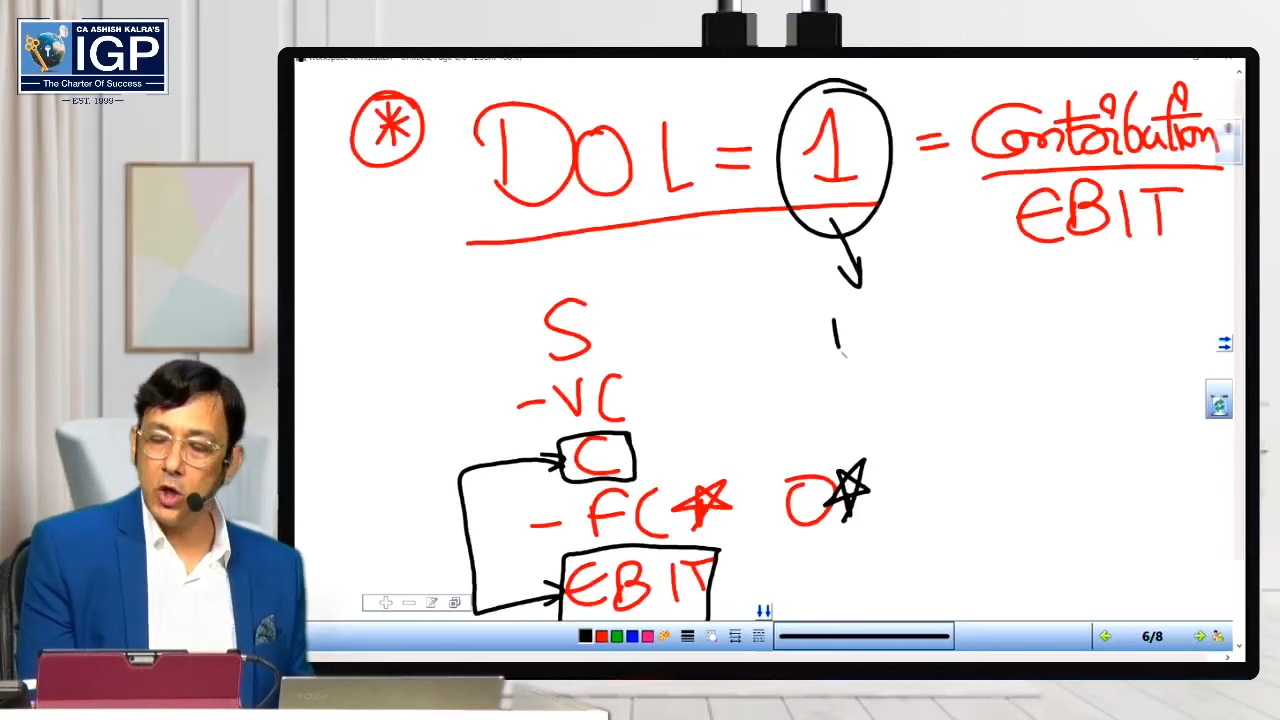 CA ASHISH KALRA'S
IGP
The Charter Of Success
EST. 1999
* DOL = 1 = Contribution
EBIT
S
- VC
C
- FC O
EBIT
6/8
YOGA